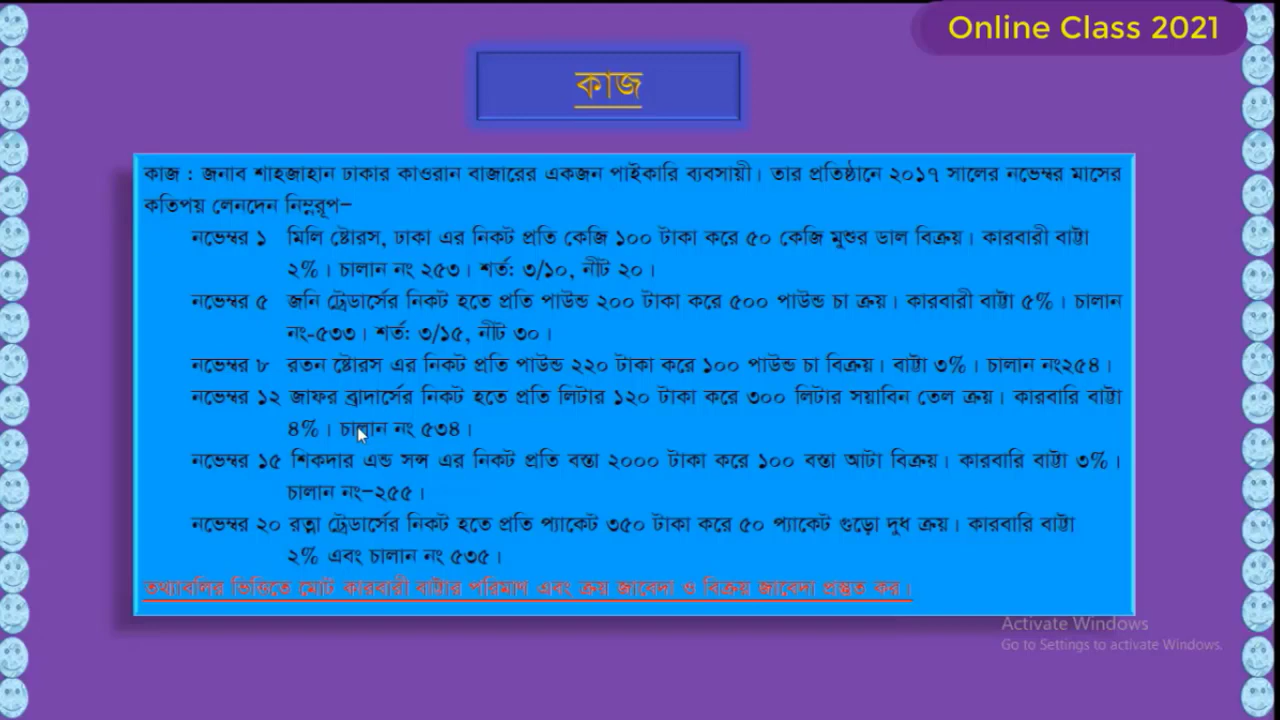 Online Class 2021
কাজ
কাজ : জনাব শাহজাহান ঢাকার কাওরান বাজারের একজন পাইকারি ব্যবসায়ী। তার প্রতিষ্ঠানে ২০১৭ সালের নভেম্বর মাসের
কতিপয় লেনদেন নিম্নরূপ–
নভেম্বর ১ মিলি ষ্টোরস, ঢাকা এর নিকট প্রতি কেজি ১০০ টাকা করে ৫০ কেজি মুশুর ডাল বিক্রয়। কারবারী বাট্টা
২%। চালান নং ২৫৩। শর্ত: ৩/১০, নীট ২০।
নভেম্বর ৫ জনি ট্রেডার্সের নিকট হতে প্রতি পাউন্ড ২০০ টাকা করে ৫০০ পাউন্ড চা ক্রয়। কারবারী বাট্টা ৫%। চালান
নং-৫৩৩। শর্ত: ৩/১৫, নীট ৩০।
নভেম্বর ৮ রতন ষ্টোরস এর নিকট প্রতি পাউন্ড ২২০ টাকা করে ১০০ পাউন্ড চা বিক্রয়। বাট্টা ৩%। চালান নং২৫৪।
নভেম্বর ১২ জাফর ব্রাদার্সের নিকট হতে প্রতি লিটার ১২০ টাকা করে ৩০০ লিটার সয়াবিন তেল ক্রয়। কারবারি বাট্টা
৪%। চালান নং ৫৩৪।
নভেম্বর ১৫ শিকদার এন্ড সন্স এর নিকট প্রতি বস্তা ২০০০ টাকা করে ১০০ বস্তা আটা বিক্রয়। কারবারি বাট্টা ৩%।
চালান নং–২৫৫।
নভেম্বর ২০ রত্না ট্রেডার্সের নিকট হতে প্রতি প্যাকেট ৩৫০ টাকা করে ৫০ প্যাকেট গুড়ো দুধ ক্রয়। কারবারি বাট্টা
২% এবং চালান নং ৫৩৫।
তথ্যাবলির ভিত্তিতে মোট কারবারী বাট্টার পরিমাণ এবং ক্রয় জাবেদা ও বিক্রয় জাবেদা প্রস্তুত কর।
Activate Windows
Go to Settings to activate Windows.